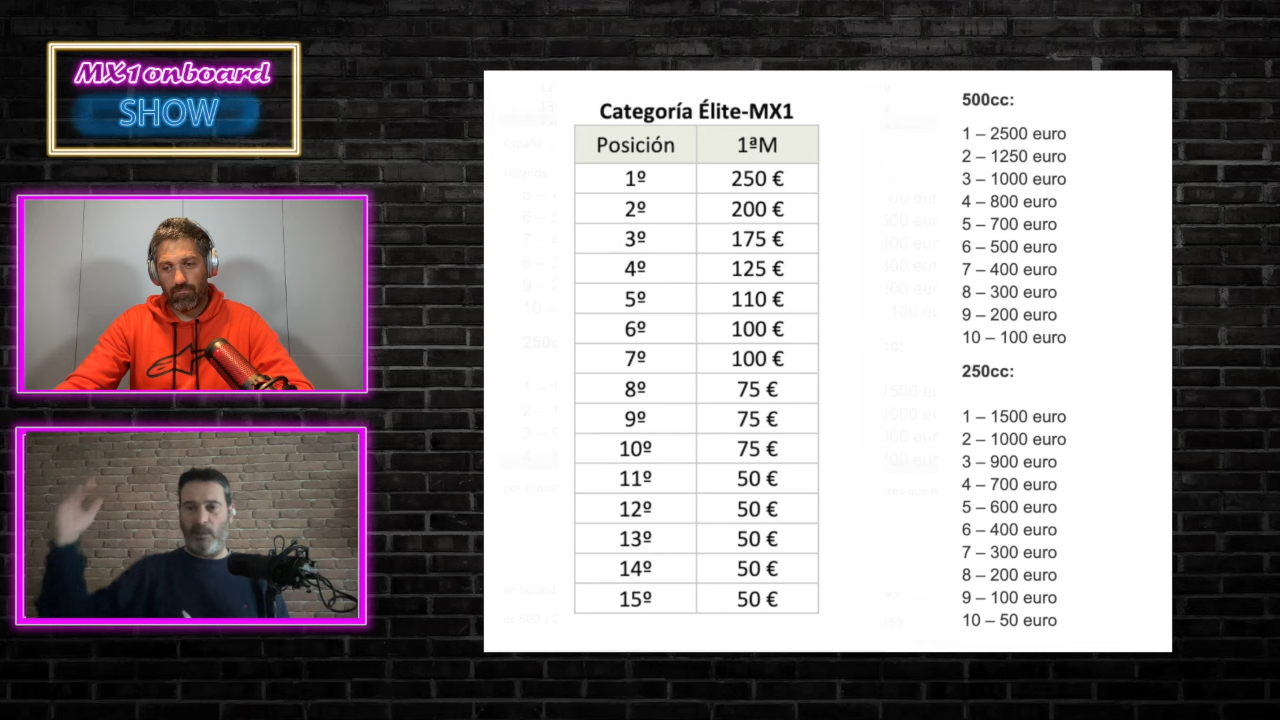 MX1onboard
SHOW
Categoría Élite-MX1
Posición 1ªM
1º 250 €
2º 200 €
3º 175 €
4º 125 €
5º 110 €
6º 100 €
7º 100 €
8º 75 €
9º 75 €
10º 75 €
11º 50 €
12º 50 €
13º 50 €
14º 50 €
15º 50 €
500cc:
1 – 2500 euro
2 – 1250 euro
3 – 1000 euro
4 – 800 euro
5 – 700 euro
6 – 500 euro
7 – 400 euro
8 – 300 euro
9 – 200 euro
10 – 100 euro
250cc:
1 – 1500 euro
2 – 1000 euro
3 – 900 euro
4 – 700 euro
5 – 600 euro
6 – 400 euro
7 – 300 euro
8 – 200 euro
9 – 100 euro
10 – 50 euro